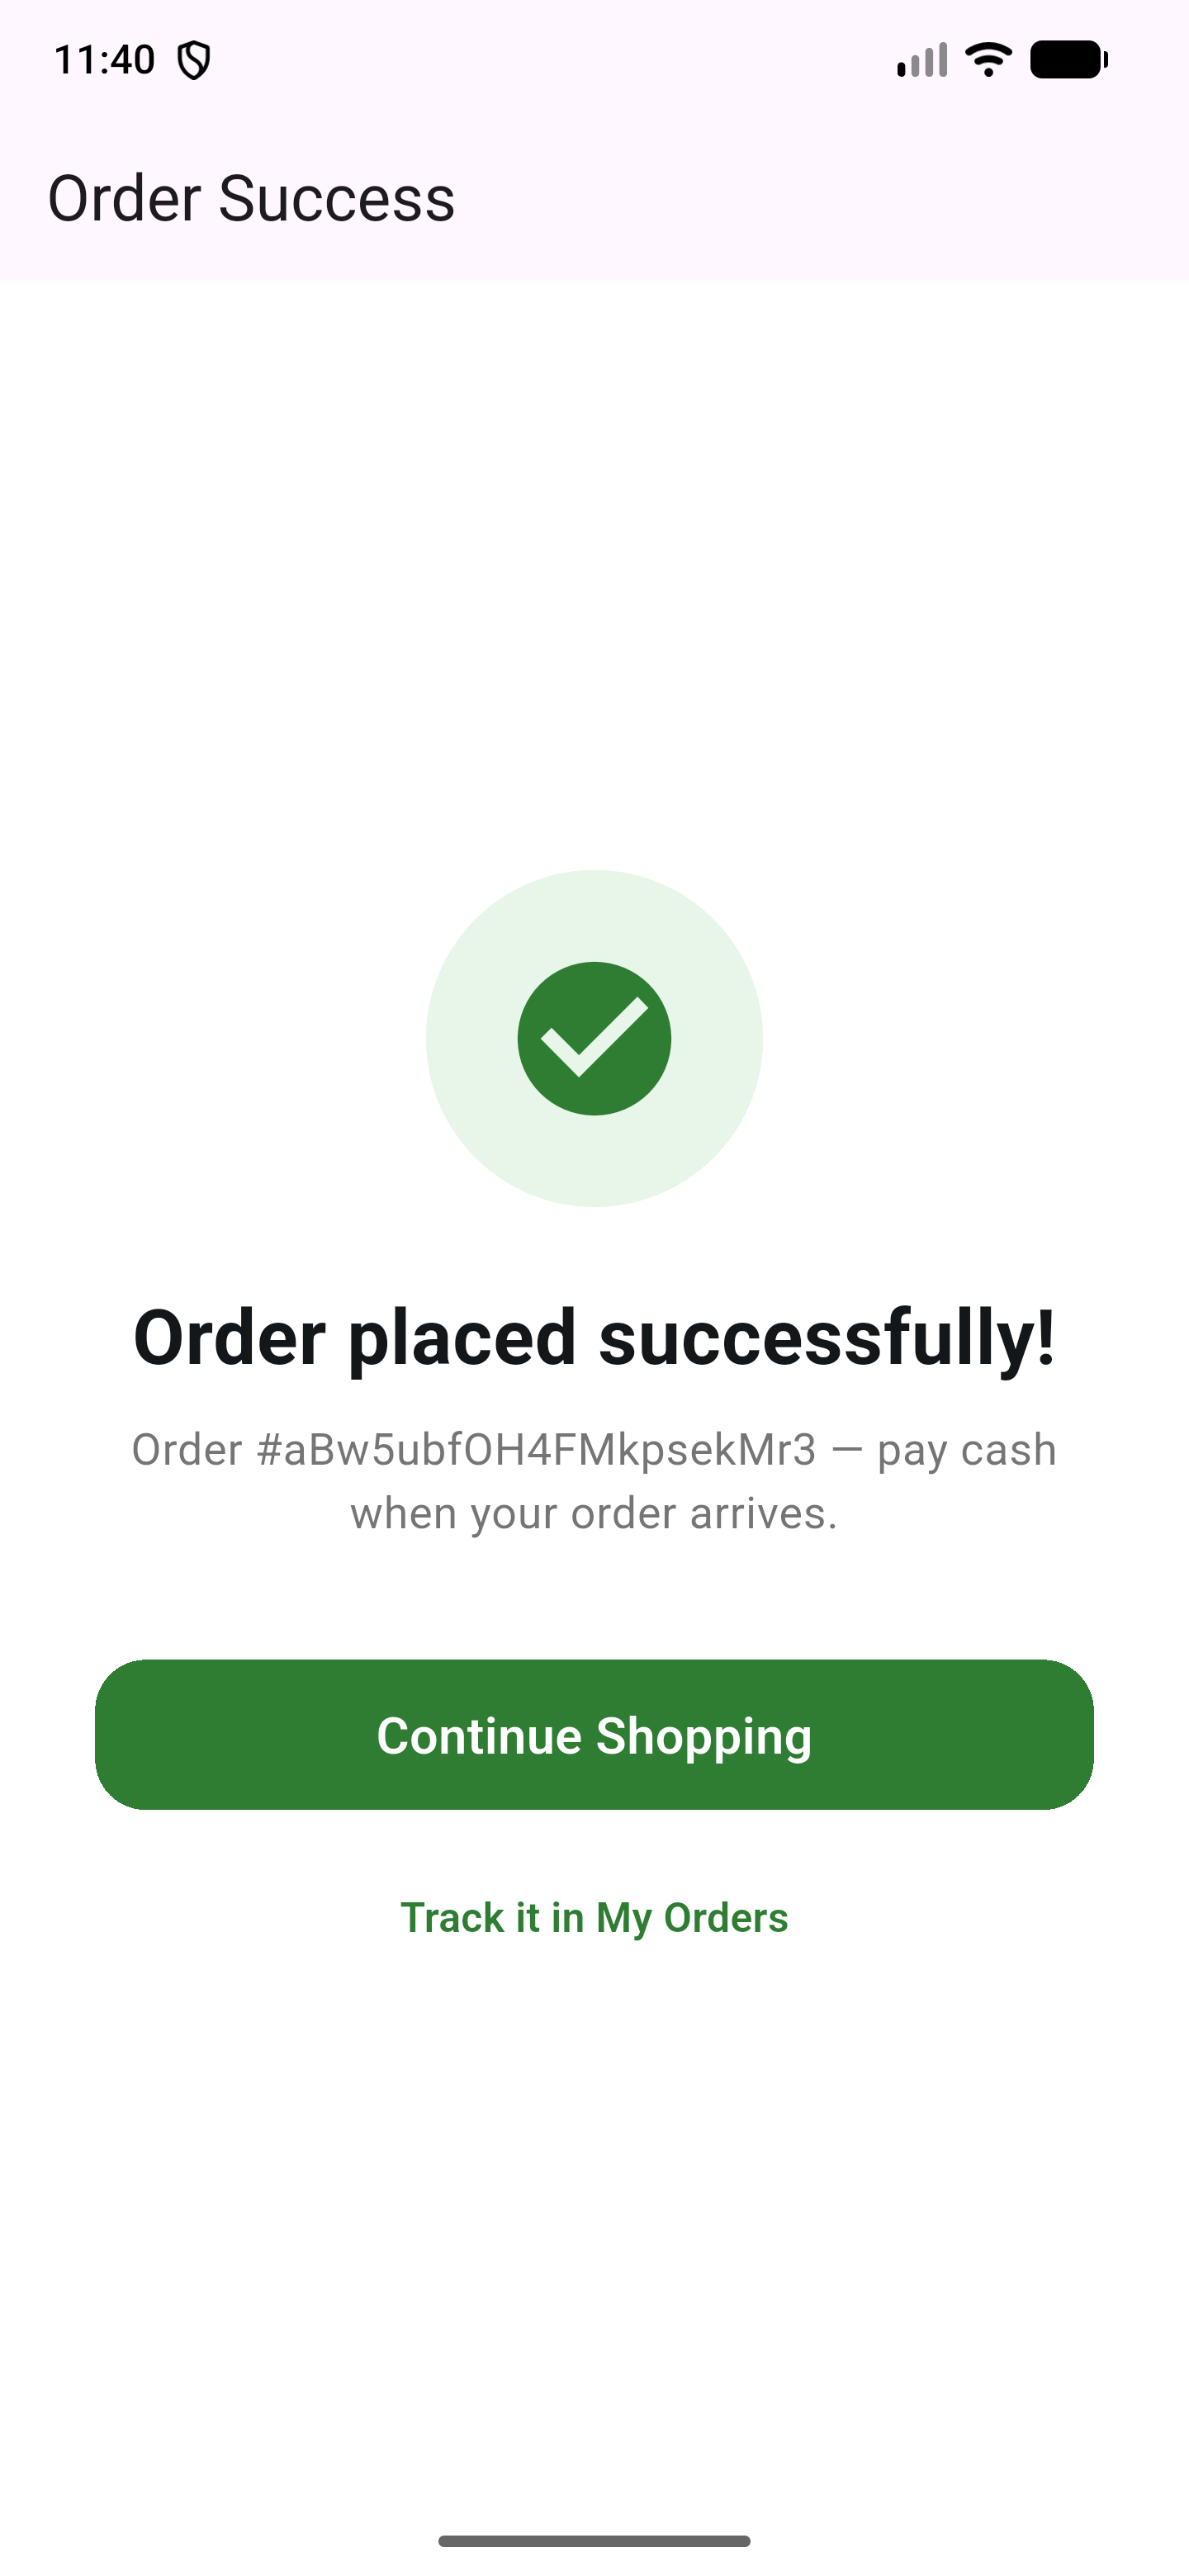 11:40
Order Success
Order placed successfully!
Order #aBw5ubfOH4FMkpsekMr3 — pay cash
when your order arrives.
Continue Shopping
Track it in My Orders